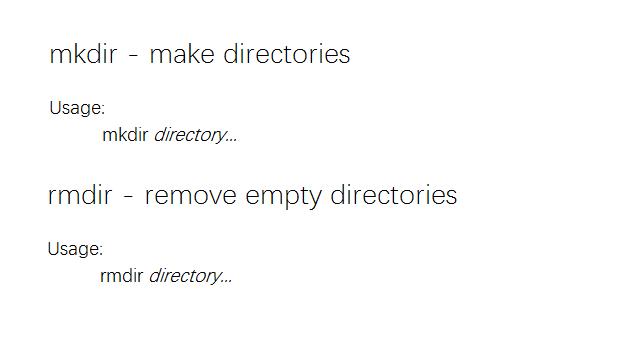 mkdir - make directories
Usage:
mkdir directory...
rmdir - remove empty directories
Usage:
rmdir directory...